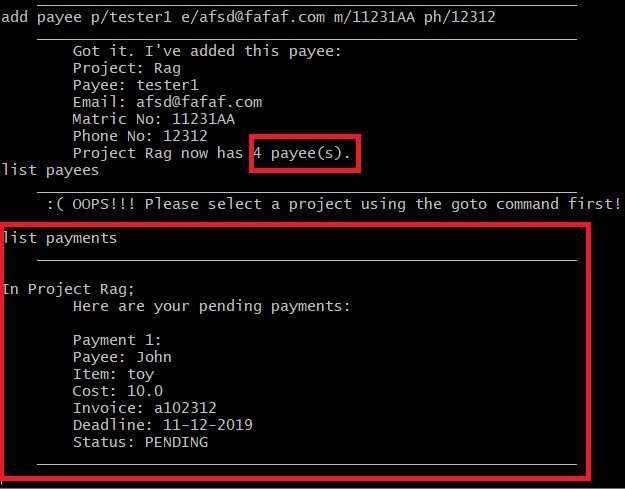 add payee p/tester1 e/afsd@fafaf.com m/11231AA ph/12312
Got it. I've added this payee:
Project: Rag
Payee: tester1
Email: afsd@fafaf.com
Matric No: 11231AA
Phone No: 12312
Project Rag now has 4 payee(s).
list payees
:( OOPS!!! Please select a project using the goto command first!
list payments
In Project Rag;
Here are your pending payments:
Payment 1:
Payee: John
Item: toy
Cost: 10.0
Invoice: a102312
Deadline: 11-12-2019
Status: PENDING